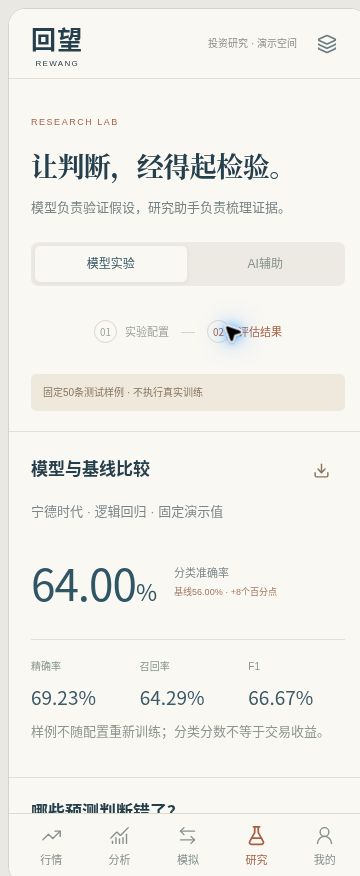 回望
REWANG
投资研究 · 演示空间
RESEARCH LAB
让判断，经得起检验。
模型负责验证假设，研究助手负责梳理证据。
模型实验 AI辅助
01 实验配置 — 02 评估结果
固定50条测试样例 · 不执行真实训练
模型与基线比较
宁德时代 · 逻辑回归 · 固定演示值
64.00%
分类准确率
基线56.00% · +8个百分点
精确率 召回率 F1
69.23% 64.29% 66.67%
样例不随配置重新训练；分类分数不等于交易收益。
哪些预测判断错了？
行情 分析 模拟 研究 我的